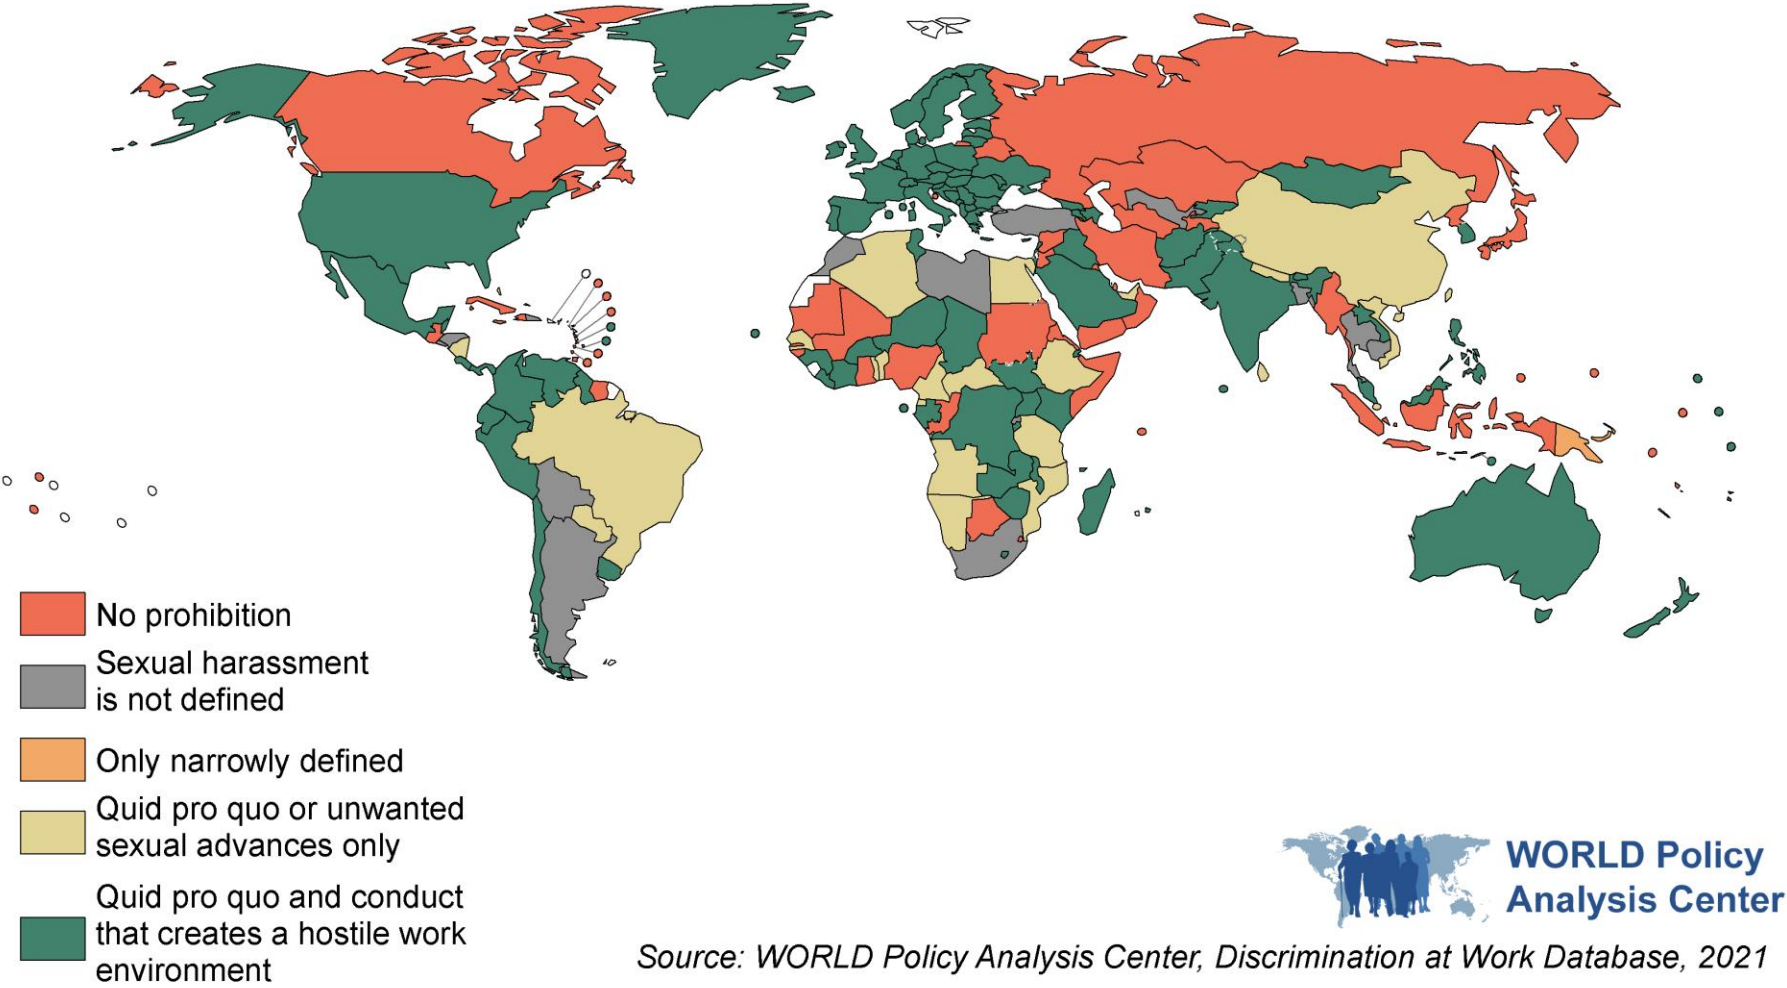 No prohibition
Sexual harassment
is not defined
Only narrowly defined
Quid pro quo or unwanted
sexual advances only
Quid pro quo and conduct
that creates a hostile work
environment
WORLD Policy
Analysis Center
Source: WORLD Policy Analysis Center, Discrimination at Work Database, 2021